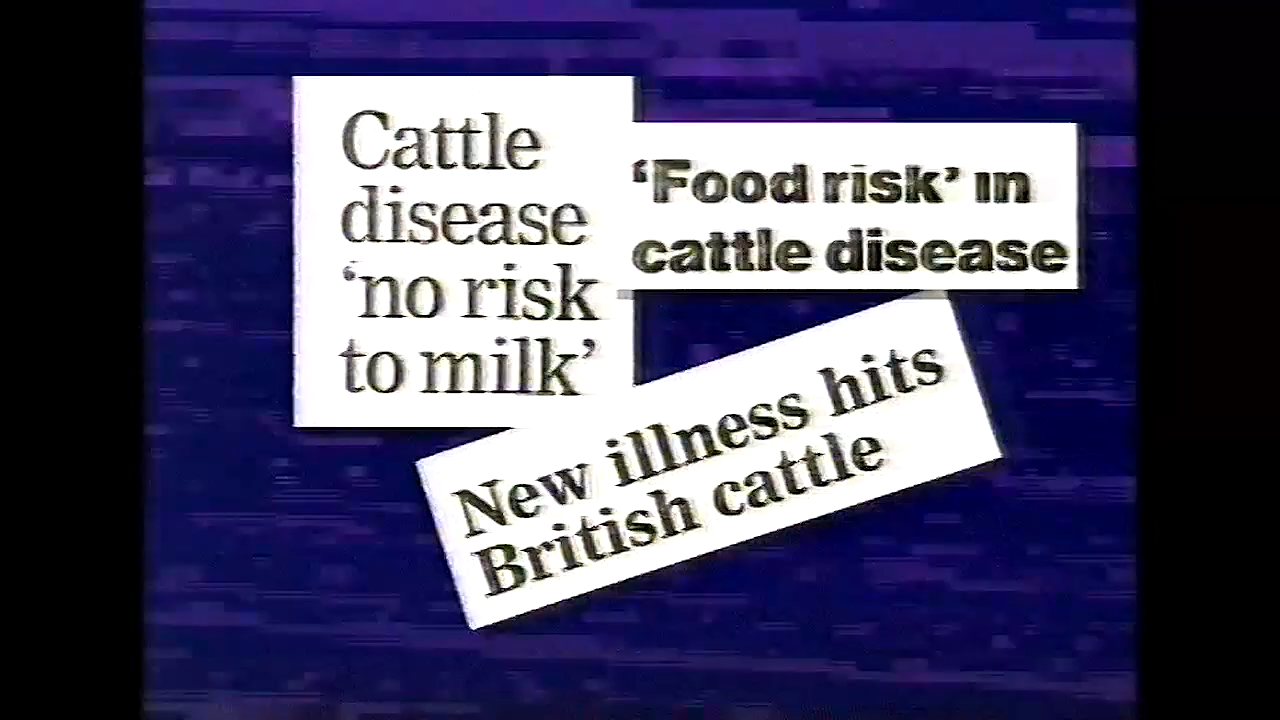 Cattle
disease
‘no risk
to milk’
‘Food risk’ in
cattle disease
New illness hits
British cattle